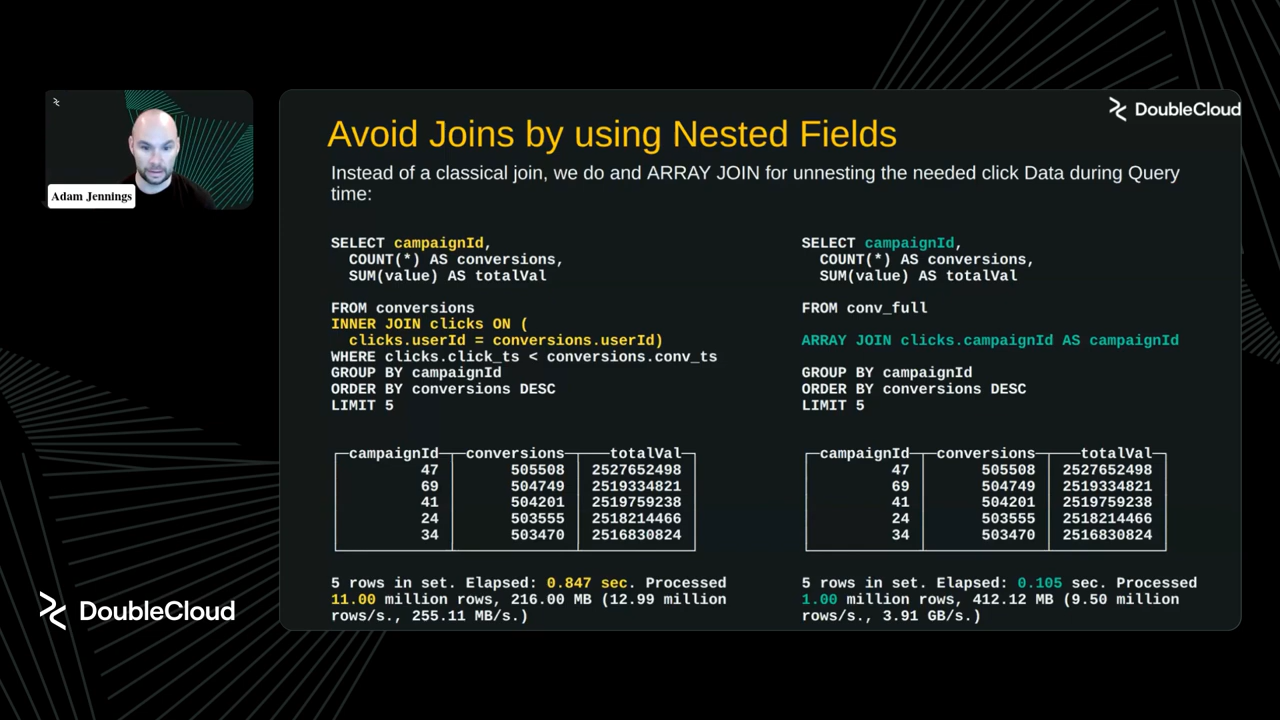 DoubleCloud
Avoid Joins by using Nested Fields
Instead of a classical join, we do and ARRAY JOIN for unnesting the needed click Data during Query
time:
Adam Jennings
SELECT campaignId,
COUNT(*) AS conversions,
SUM(value) AS totalVal
FROM conversions
INNER JOIN clicks ON (
clicks.userId = conversions.userId)
WHERE clicks.click_ts < conversions.conv_ts
GROUP BY campaignId
ORDER BY conversions DESC
LIMIT 5
campaignId conversions totalVal
47 505508 2527652498
69 504749 2519334821
41 504201 2519759238
24 503555 2518214466
34 503470 2516830824
5 rows in set. Elapsed: 0.847 sec. Processed
11.00 million rows, 216.00 MB (12.99 million
rows/s., 255.11 MB/s.)
SELECT campaignId,
COUNT(*) AS conversions,
SUM(value) AS totalVal
FROM conv_full
ARRAY JOIN clicks.campaignId AS campaignId
GROUP BY campaignId
ORDER BY conversions DESC
LIMIT 5
campaignId conversions totalVal
47 505508 2527652498
69 504749 2519334821
41 504201 2519759238
24 503555 2518214466
34 503470 2516830824
5 rows in set. Elapsed: 0.105 sec. Processed
1.00 million rows, 412.12 MB (9.50 million
rows/s., 3.91 GB/s.)
DoubleCloud